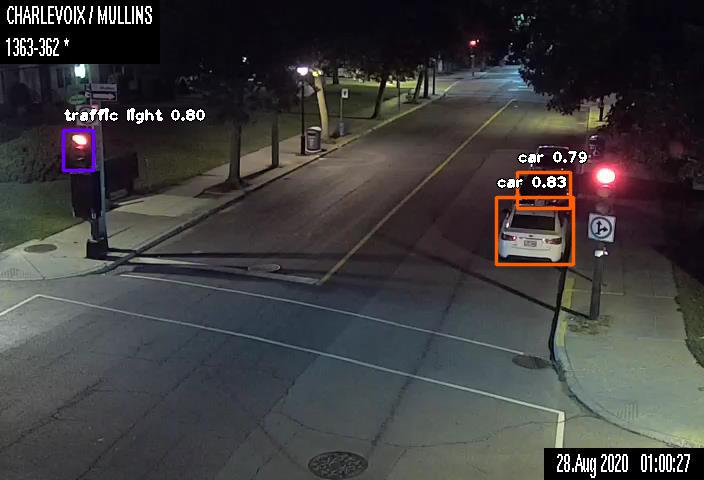 CHARLEVOIX / MULLINS
1363-362 *
traffic light 0.80
car 0.79
car 0.83
28.Aug 2020 01:00:27